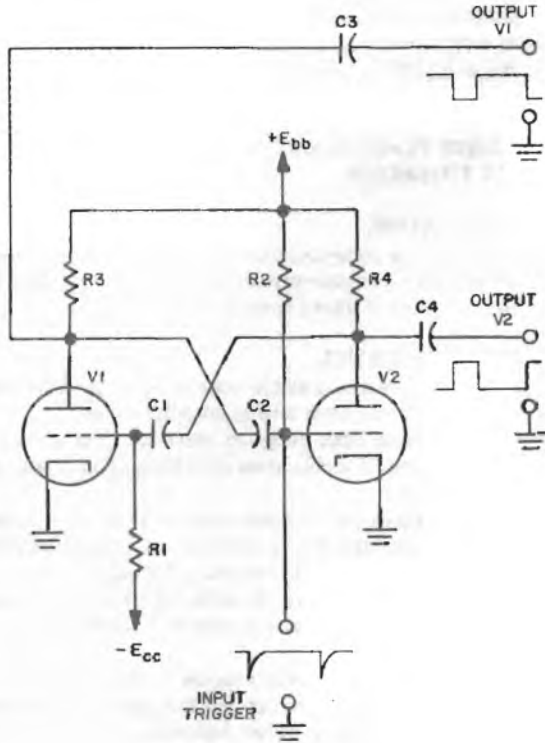 OUTPUT
V1
C3
+Ebb
R3
R2
R4
C4
OUTPUT
V2
V1
C1
C2
V2
R1
-Ecc
INPUT
TRIGGER